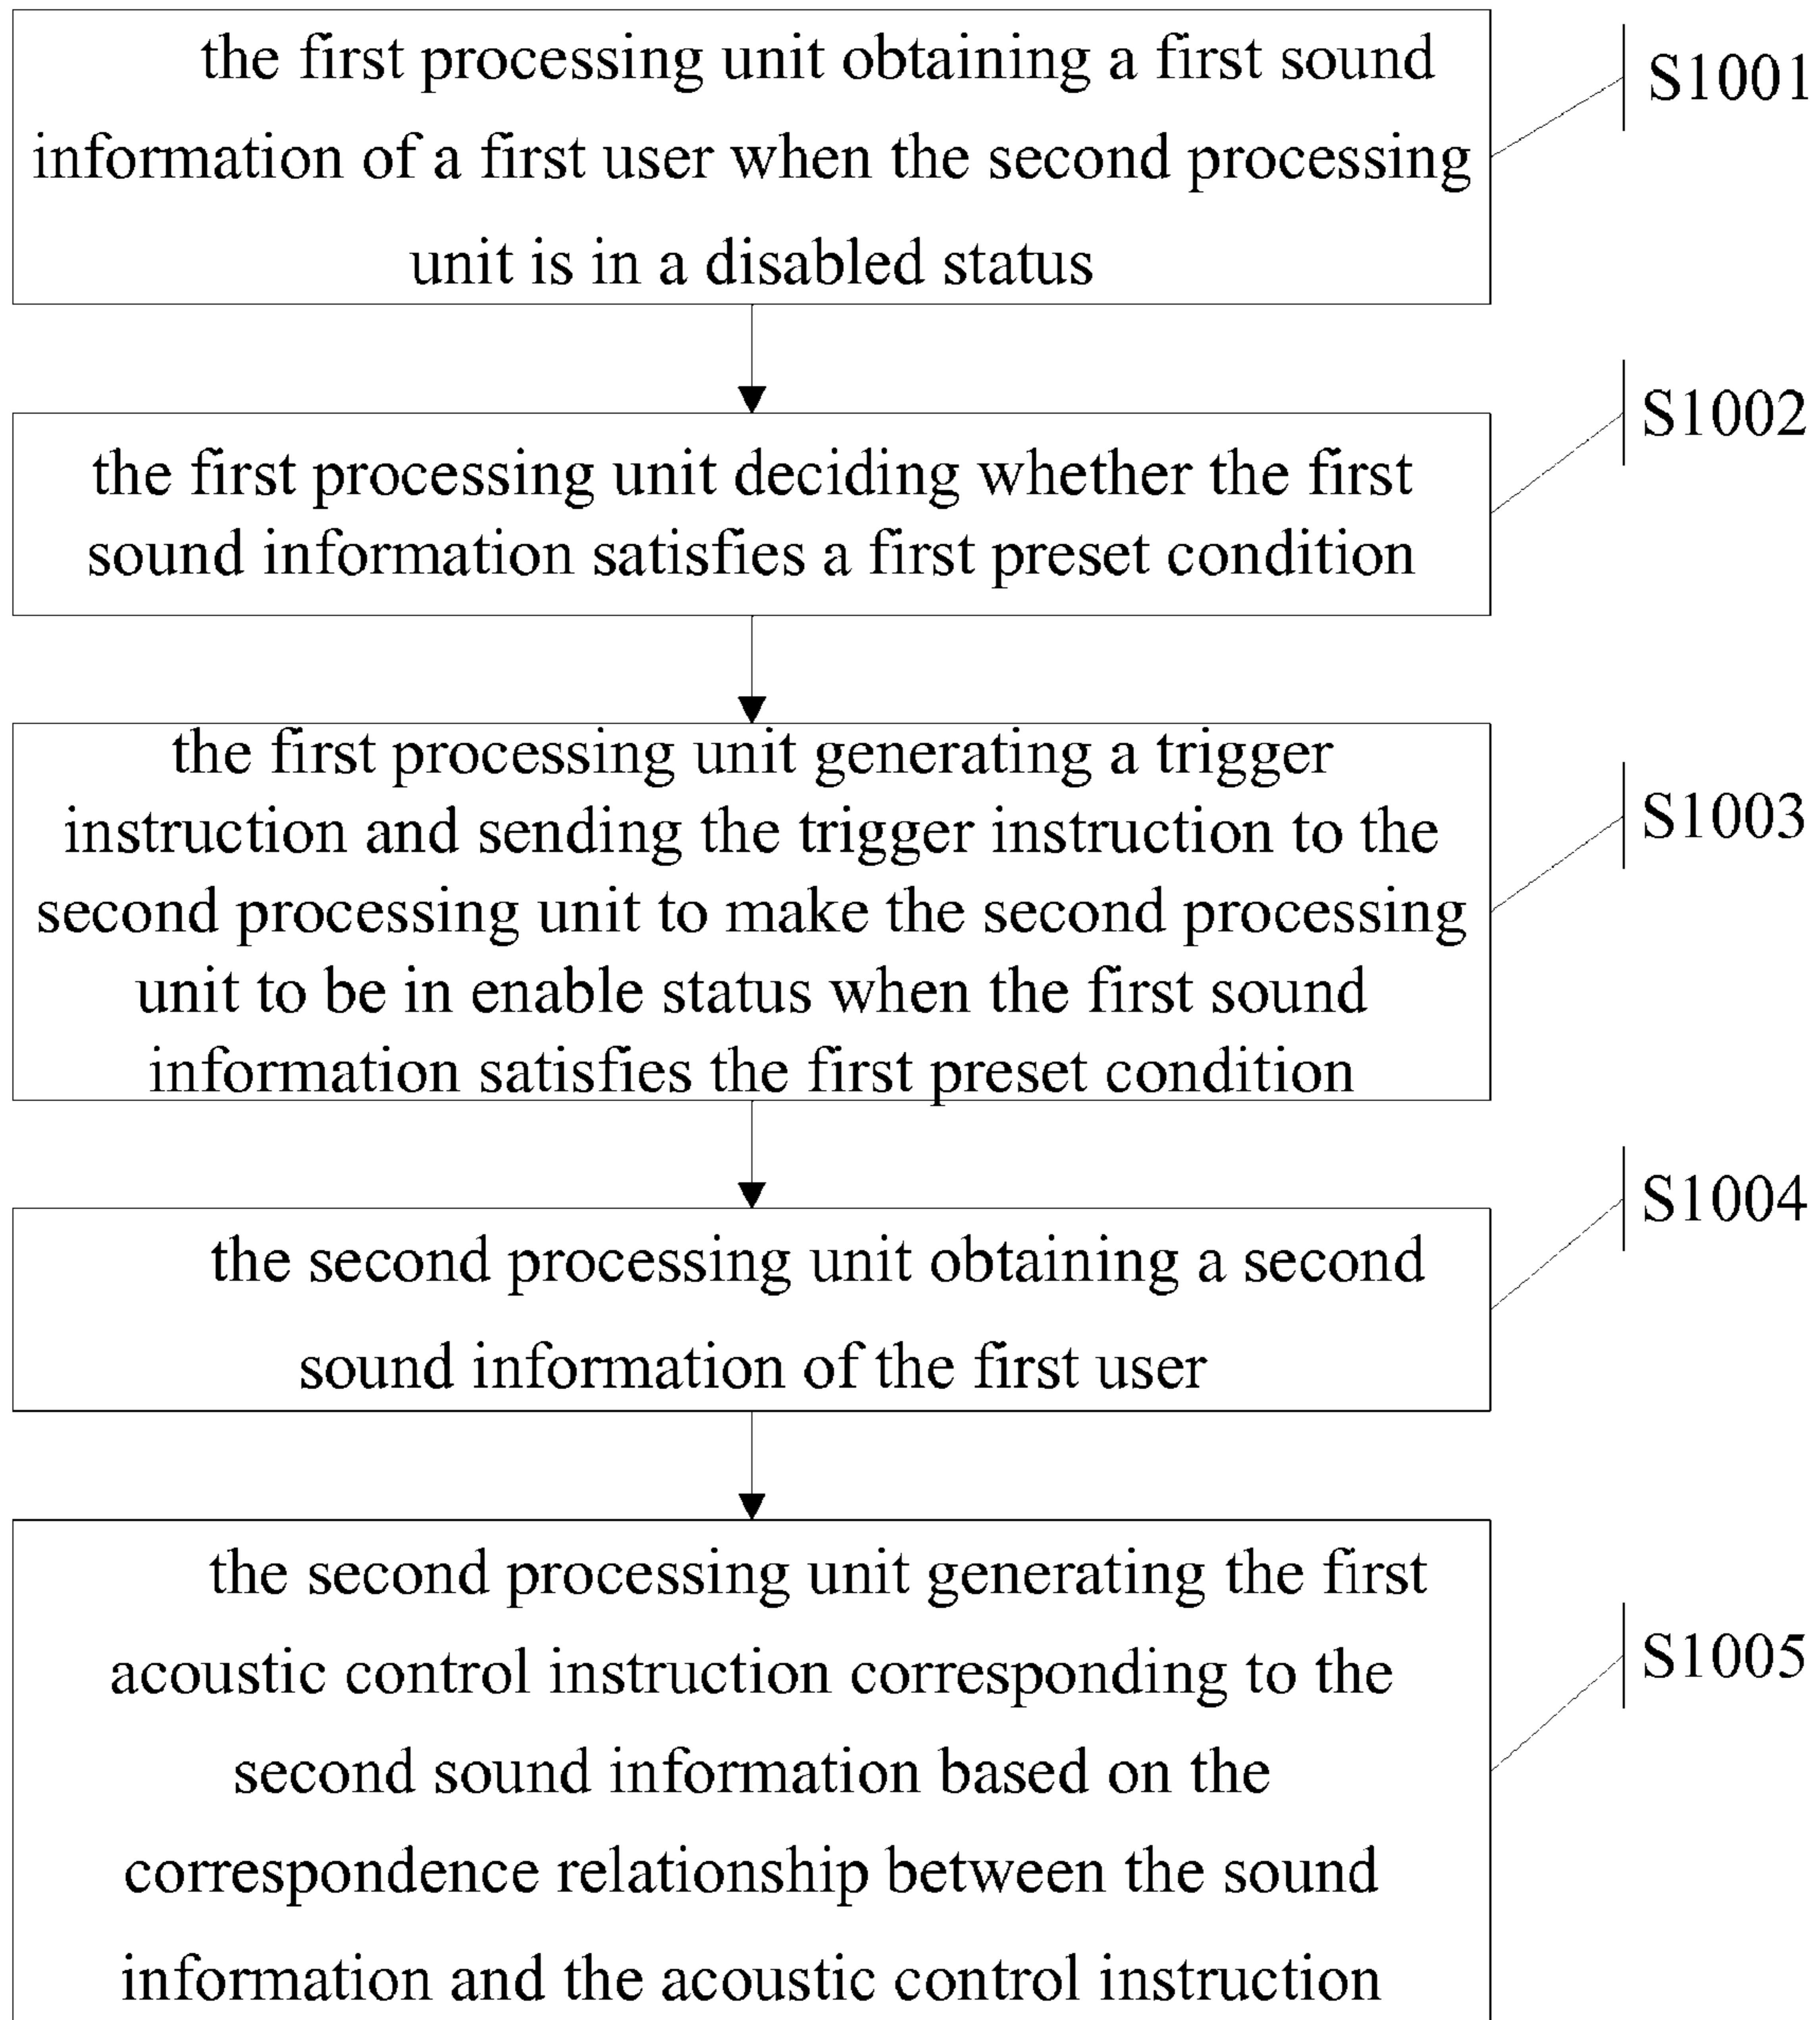 the first processing unit obtaining a first sound
information of a first user when the second processing
unit is in a disabled status
S1001
the first processing unit deciding whether the first
sound information satisfies a first preset condition
S1002
the first processing unit generating a trigger
instruction and sending the trigger instruction to the
second processing unit to make the second processing
unit to be in enable status when the first sound
information satisfies the first preset condition
S1003
the second processing unit obtaining a second
sound information of the first user
S1004
the second processing unit generating the first
acoustic control instruction corresponding to the
second sound information based on the
correspondence relationship between the sound
information and the acoustic control instruction
S1005